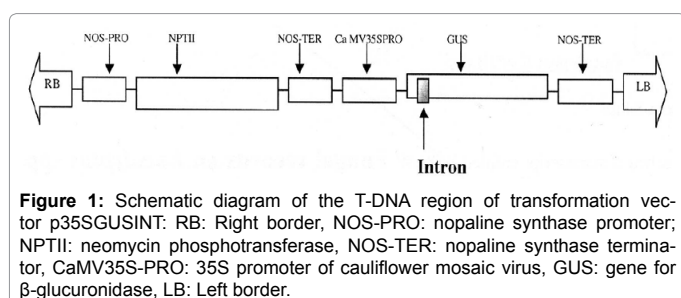 NOS-PRO NPTII NOS-TER Ca MV35SPRO GUS NOS-TER
RB LB
Intron
Figure 1: Schematic diagram of the T-DNA region of transformation vec-
tor p35SGUSINT: RB: Right border, NOS-PRO: nopaline synthase promoter;
NPTII: neomycin phosphotransferase, NOS-TER: nopaline synthase termina-
tor, CaMV35S-PRO: 35S promoter of cauliflower mosaic virus, GUS: gene for
β-glucuronidase, LB: Left border.